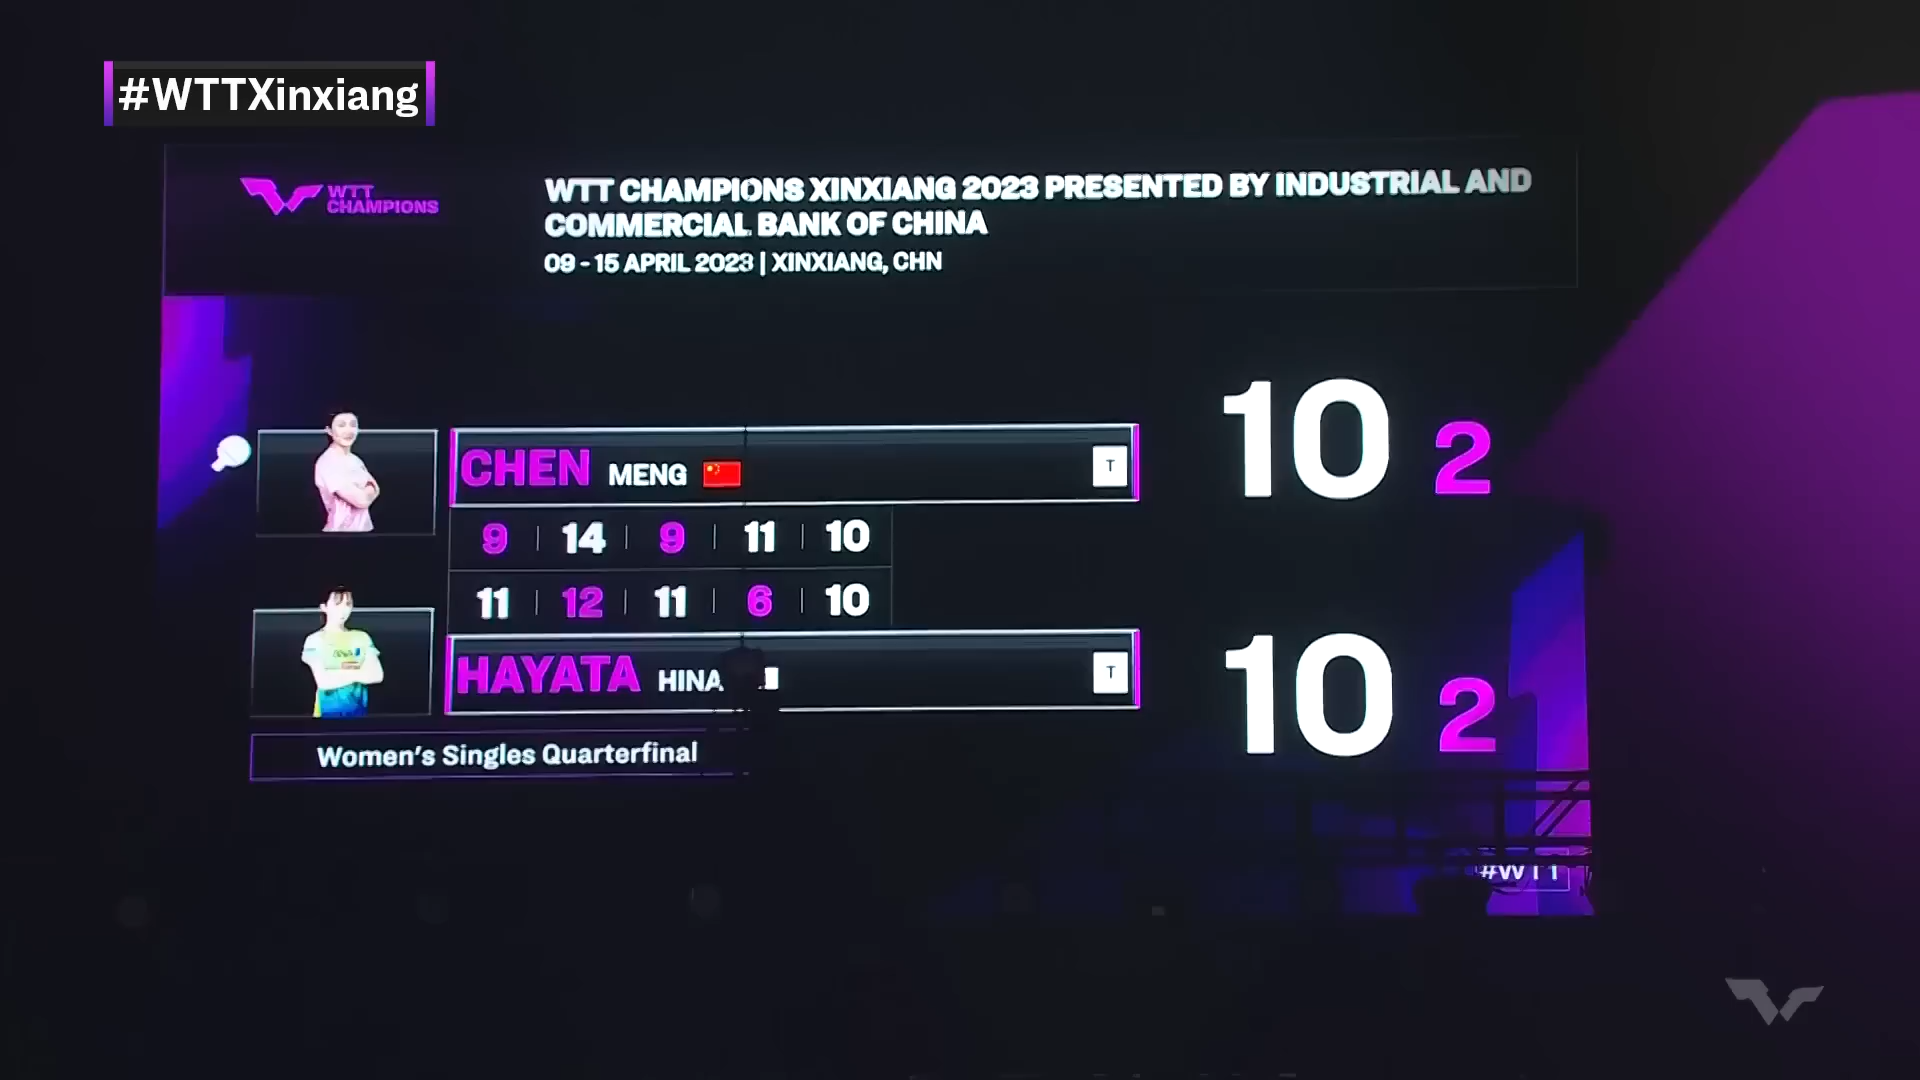 #WTTXinxiang
WTT
CHAMPIONS
WTT CHAMPIONS XINXIANG 2023 PRESENTED BY INDUSTRIAL AND
COMMERCIAL BANK OF CHINA
09 - 15 APRIL 2023 | XINXIANG, CHN
CHEN MENG T
10 2
9 14 9 11 10
11 12 11 6 10
HAYATA HINA T
10 2
Women's Singles Quarterfinal
#WTT